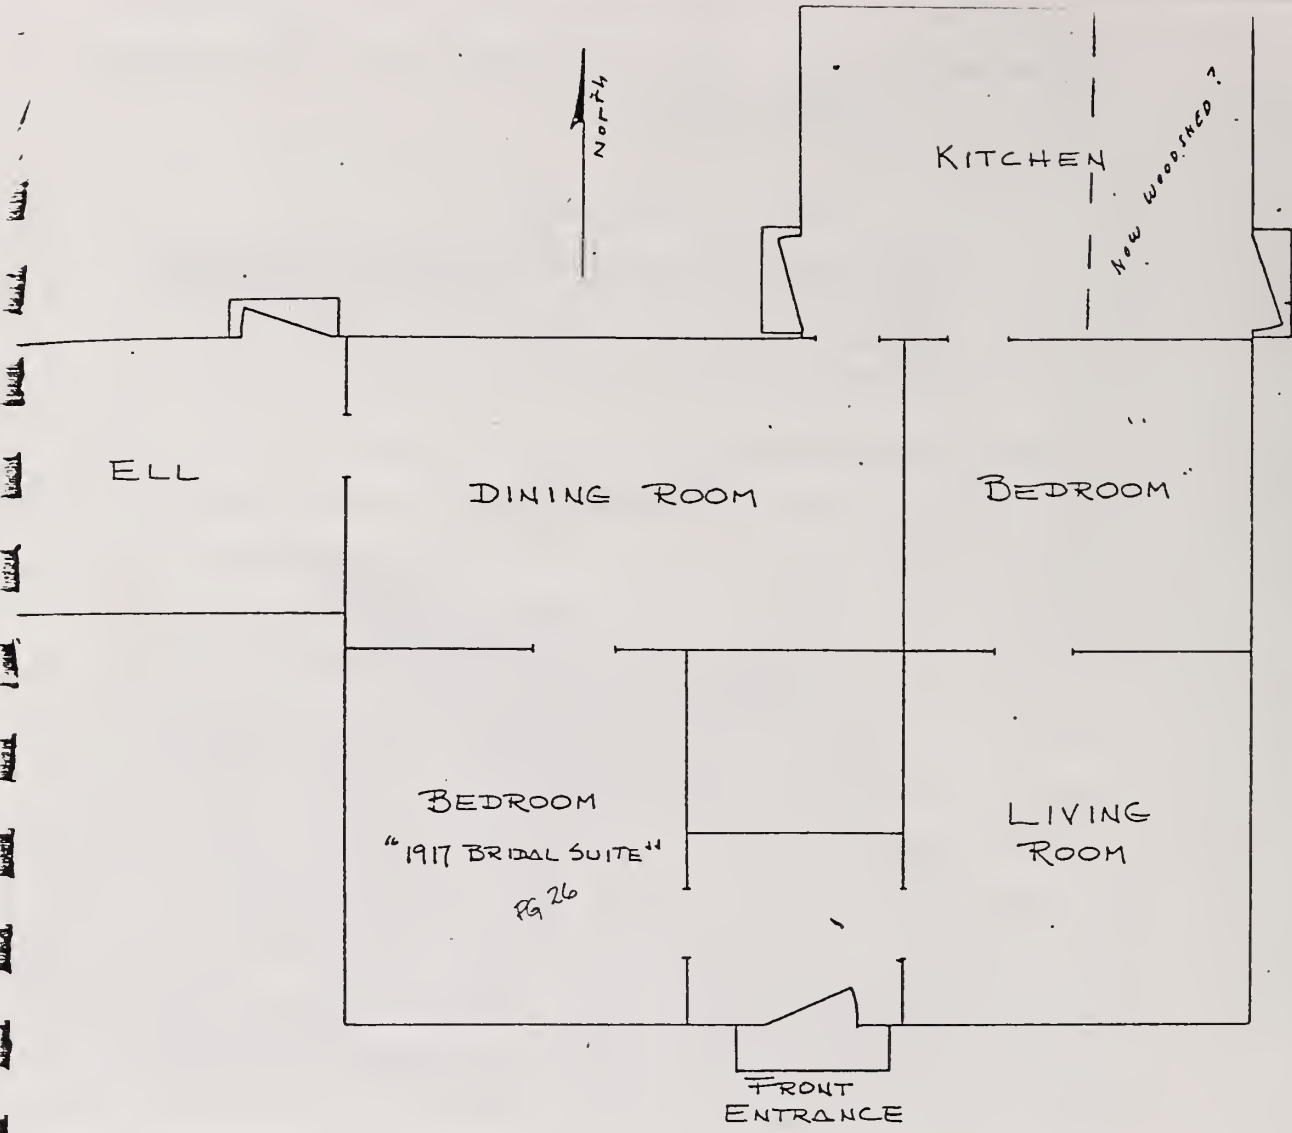 NORTH
KITCHEN
NOW WOODSHED?
ELL
DINING ROOM
BEDROOM
BEDROOM
"1917 BRIDAL SUITE"
PG 26
LIVING
ROOM
FRONT
ENTRANCE